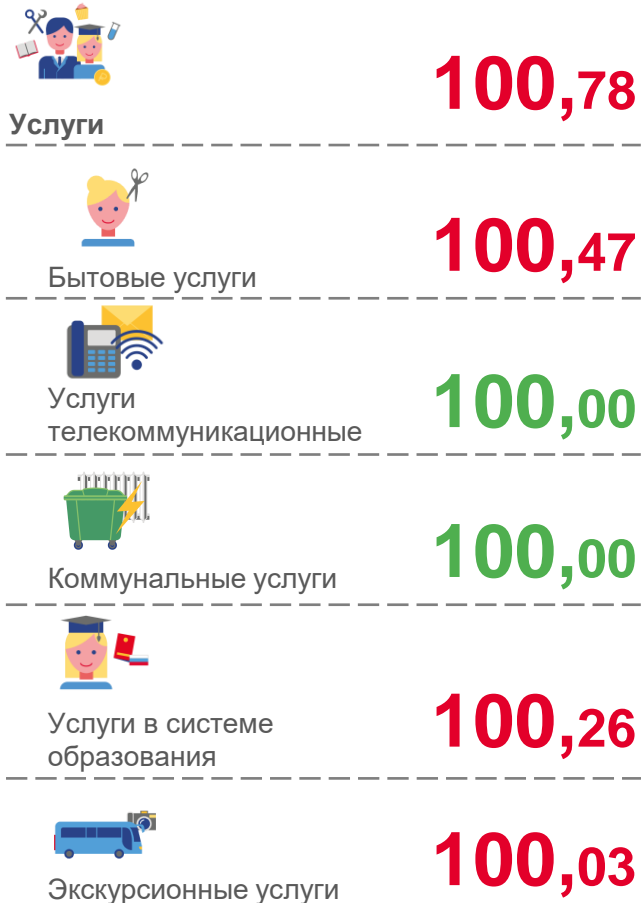 100,78
Услуги
100,47
Бытовые услуги
Услуги
телекоммуникационные
100,00
Коммунальные услуги
100,00
Услуги в системе
образования
100,26
Экскурсионные услуги
100,03